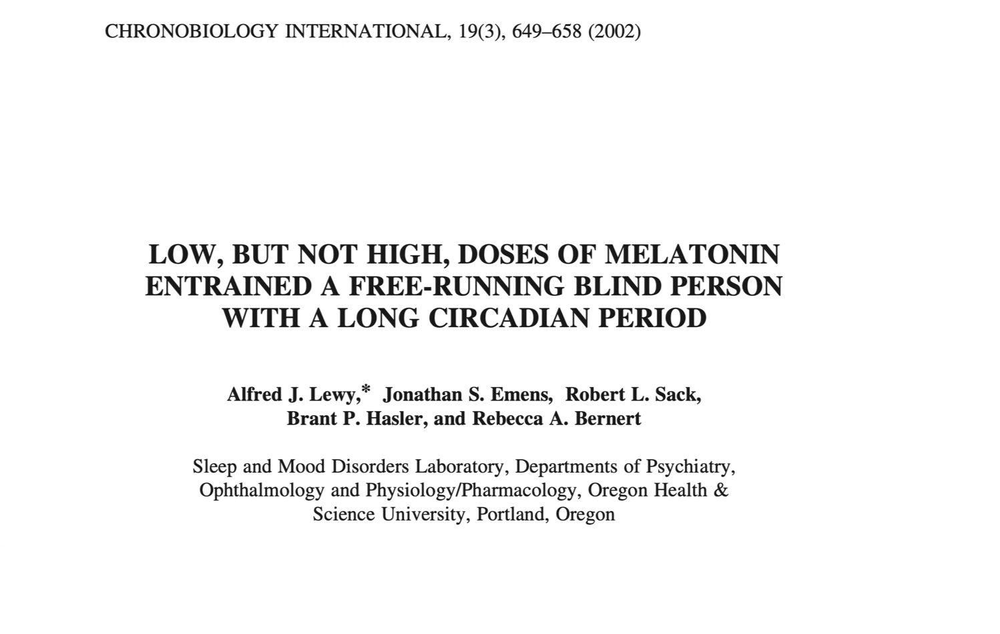 CHRONOBIOLOGY INTERNATIONAL, 19(3), 649–658 (2002)
LOW, BUT NOT HIGH, DOSES OF MELATONIN
ENTRAINED A FREE-RUNNING BLIND PERSON
WITH A LONG CIRCADIAN PERIOD
Alfred J. Lewy,* Jonathan S. Emens, Robert L. Sack,
Brant P. Hasler, and Rebecca A. Bernert
Sleep and Mood Disorders Laboratory, Departments of Psychiatry,
Ophthalmology and Physiology/Pharmacology, Oregon Health &
Science University, Portland, Oregon